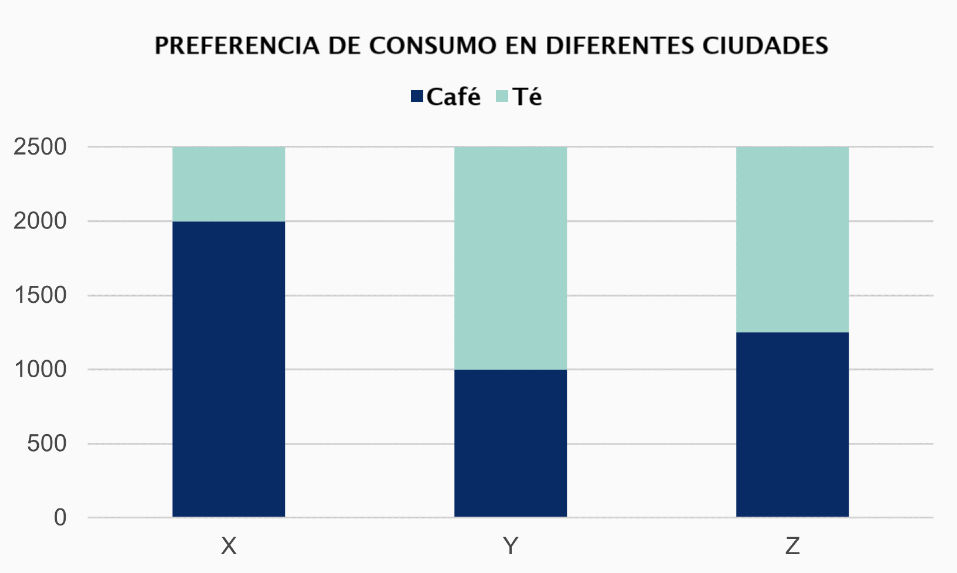 PREFERENCIA DE CONSUMO EN DIFERENTES CIUDADES
Café Té
2500
2000
1500
1000
500
0
X Y Z